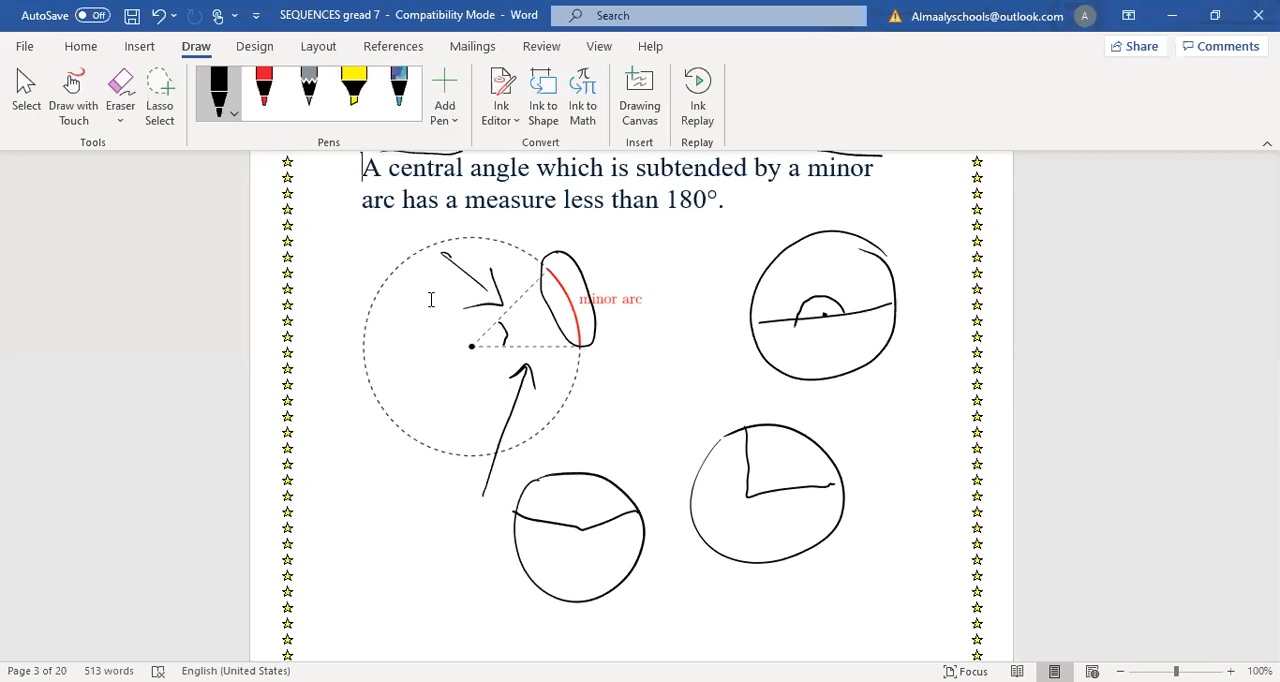 AutoSave Off SEQUENCES gread 7 - Compatibility Mode - Word Search Almaalyschools@outlook.com A
File Home Insert Draw Design Layout References Mailings Review View Help Share Comments
Select Draw with Touch Eraser Lasso Select Add Pen Ink Editor Ink to Shape Ink to Math Drawing Canvas Ink Replay
Tools Pens Convert Insert Replay
A central angle which is subtended by a minor
arc has a measure less than 180°.
minor arc
Page 3 of 20 513 words English (United States) Focus 100%